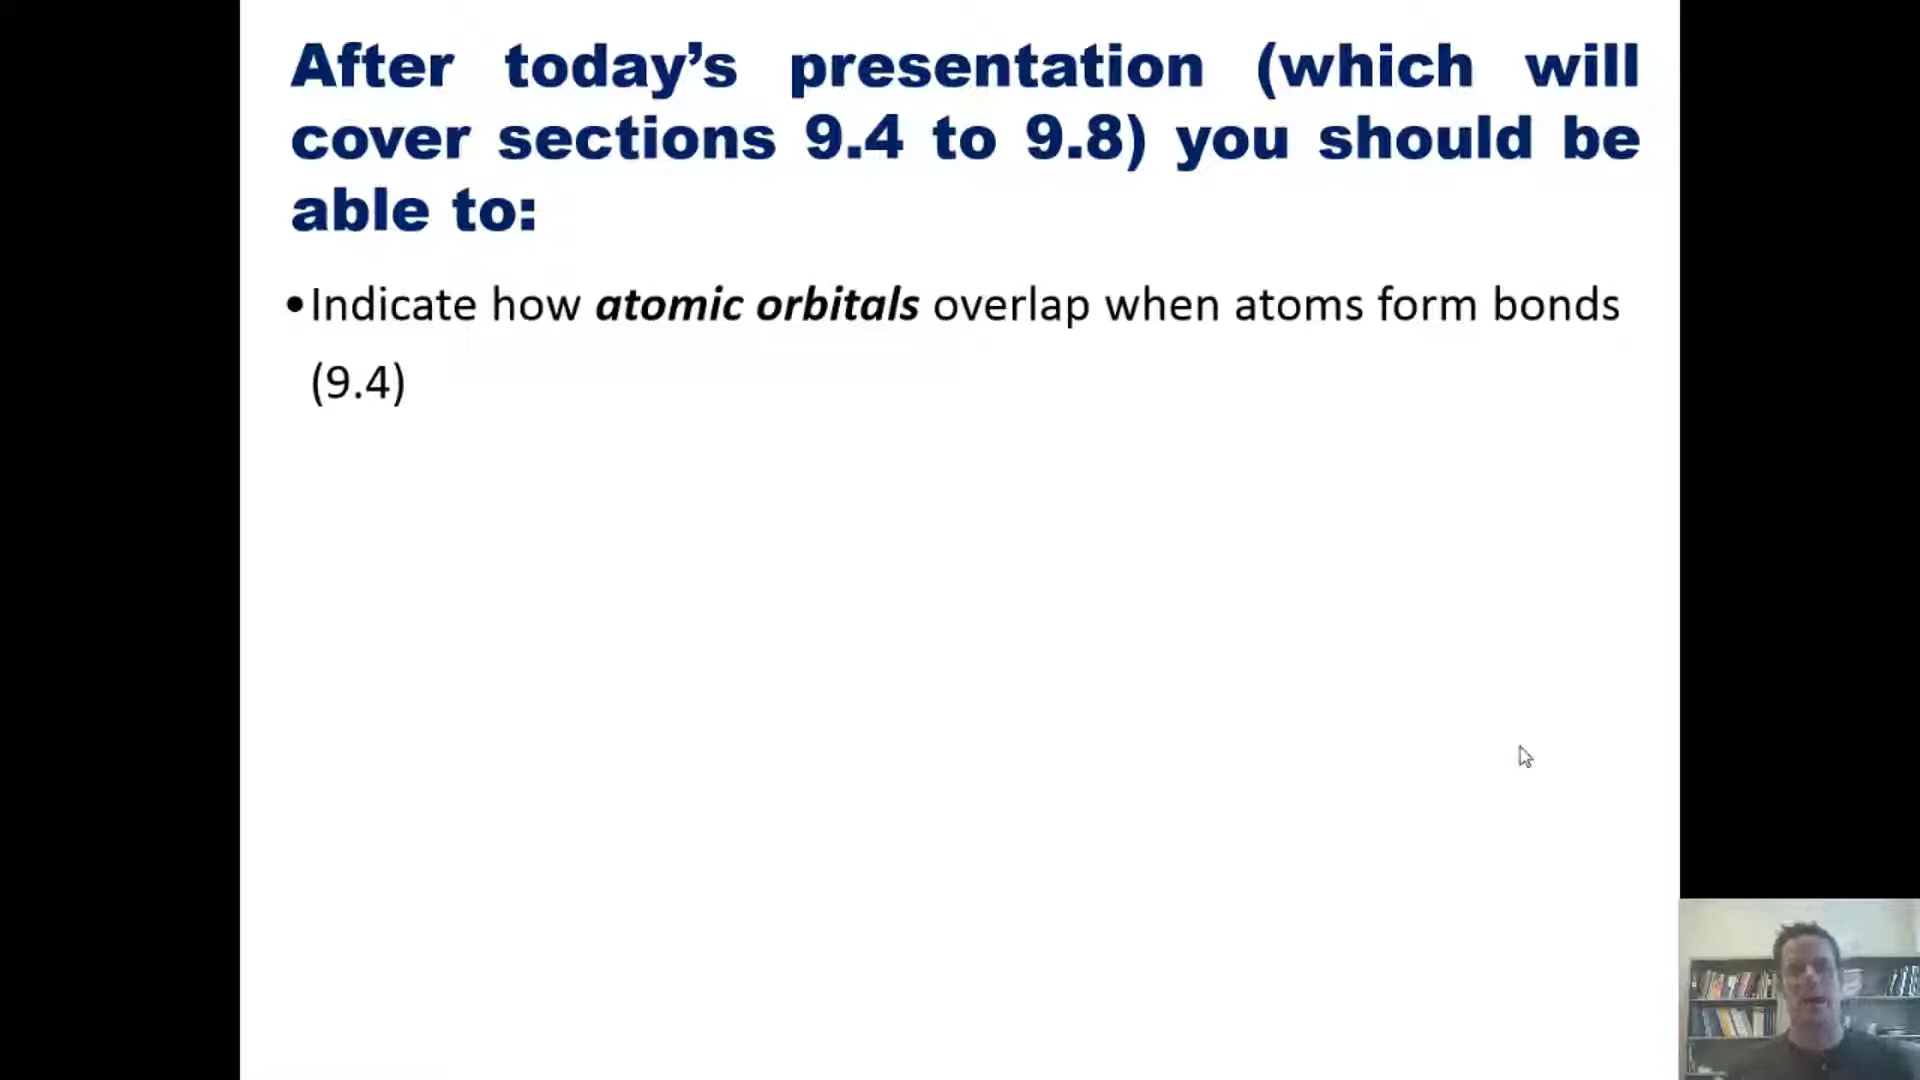 After today’s presentation (which will
cover sections 9.4 to 9.8) you should be
able to:
•Indicate how atomic orbitals overlap when atoms form bonds
(9.4)